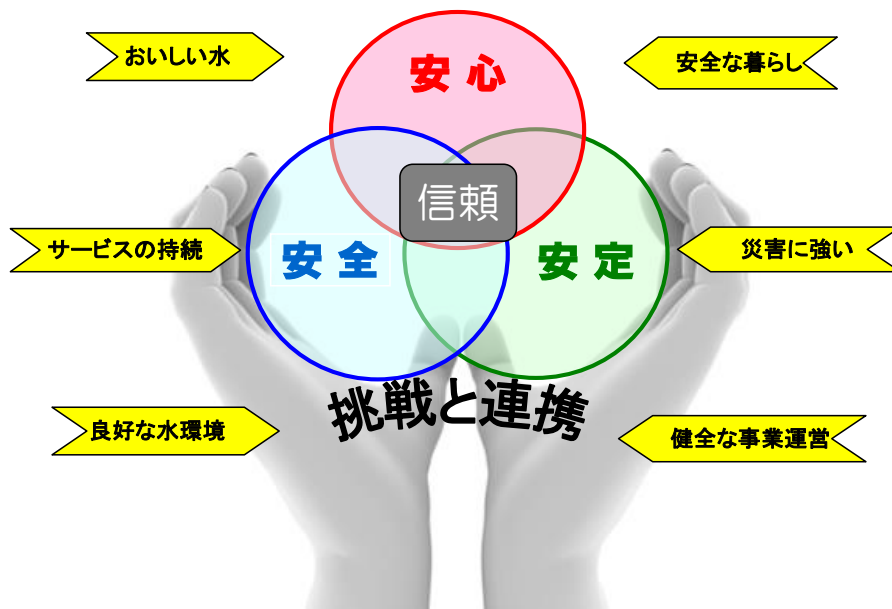 おいしい水
安心
安全な暮らし
信頼
サービスの持続
安全
安定
災害に強い
挑戦と連携
良好な水環境
健全な事業運営